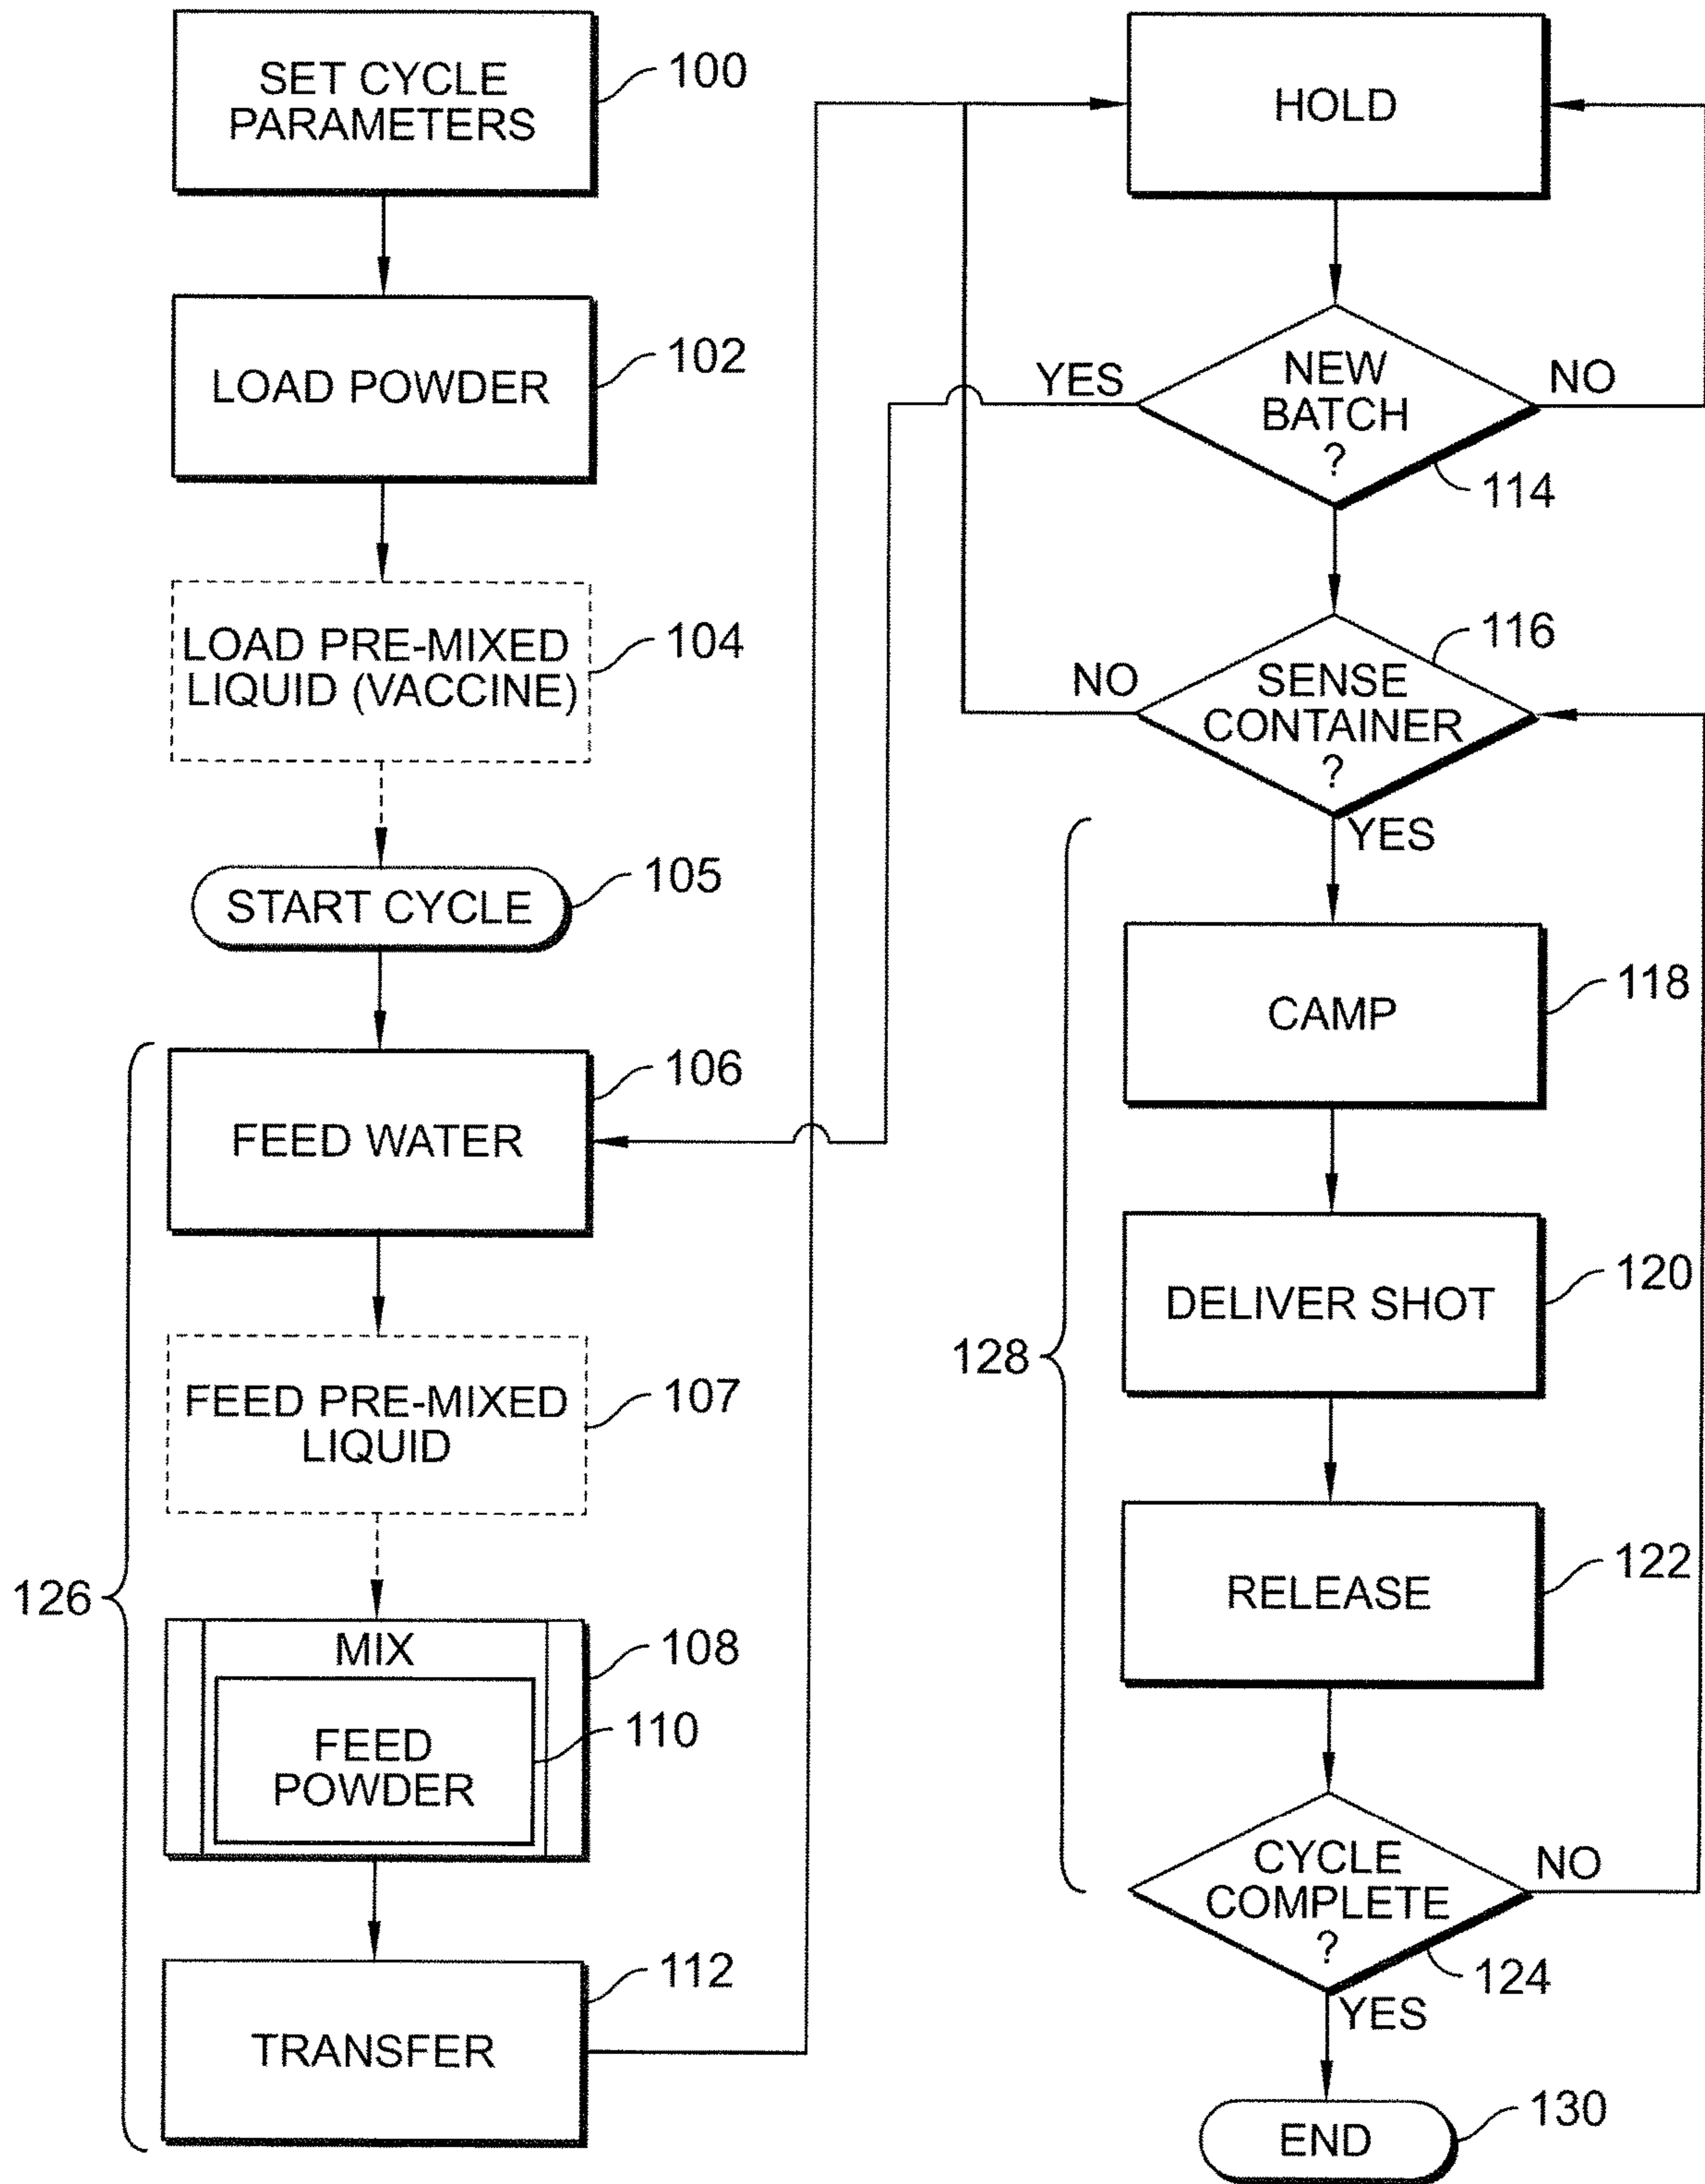 SET CYCLE
PARAMETERS
100
LOAD POWDER
102
LOAD PRE-MIXED
LIQUID (VACCINE)
104
START CYCLE
105
FEED WATER
106
FEED PRE-MIXED
LIQUID
107
MIX
108
FEED
POWDER
110
TRANSFER
112
126
HOLD
NEW
BATCH
?
YES
NO
114
SENSE
CONTAINER
?
NO
116
YES
CAMP
118
DELIVER SHOT
120
128
RELEASE
122
CYCLE
COMPLETE
?
NO
124
YES
END
130